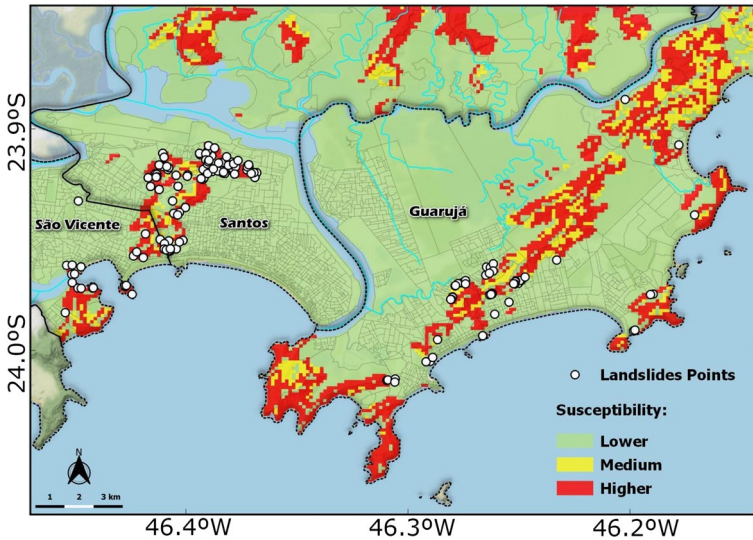 23.9ºS
24.0ºS
São Vicente
Santos
Guarujá
Landslides Points
Susceptibility:
Lower
Medium
Higher
N
1 2 3 km
46.4ºW 46.3ºW 46.2ºW